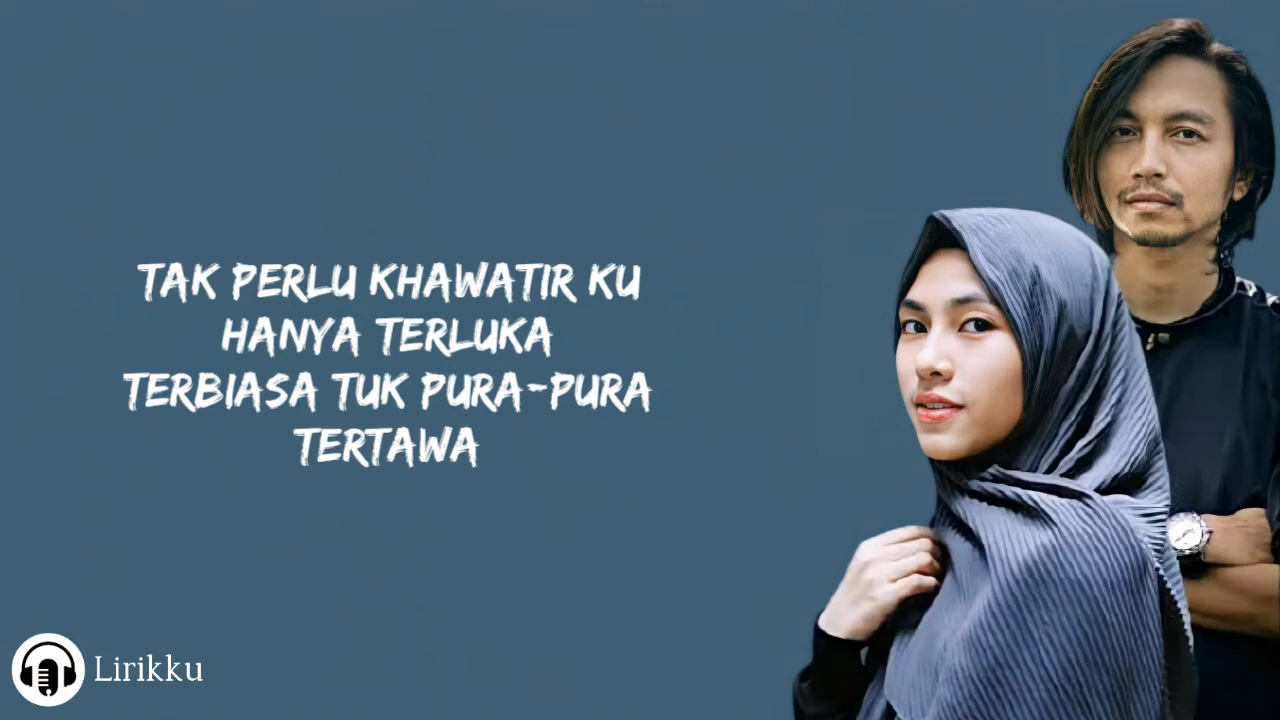 TAK PERLU KHAWATIR KU
HANYA TERLUKA
TERBIASA TUK PURA-PURA
TERTAWA
Lirikku